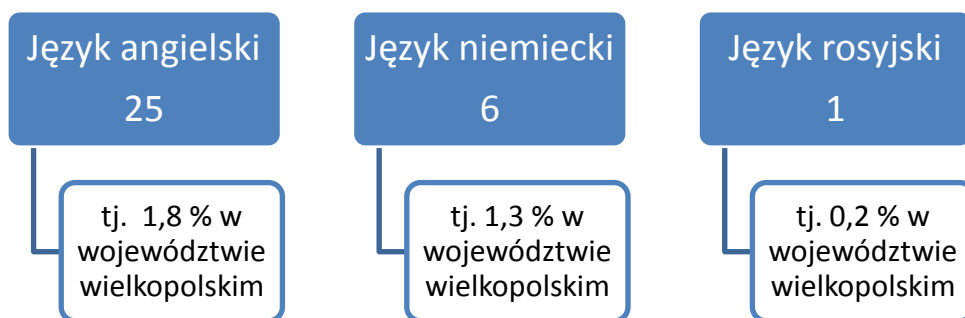 Język angielski
25
tj. 1,8 % w
województwie
wielkopolskim
Język niemiecki
6
tj. 1,3 % w
województwie
wielkopolskim
Język rosyjski
1
tj. 0,2 % w
województwie
wielkopolskim